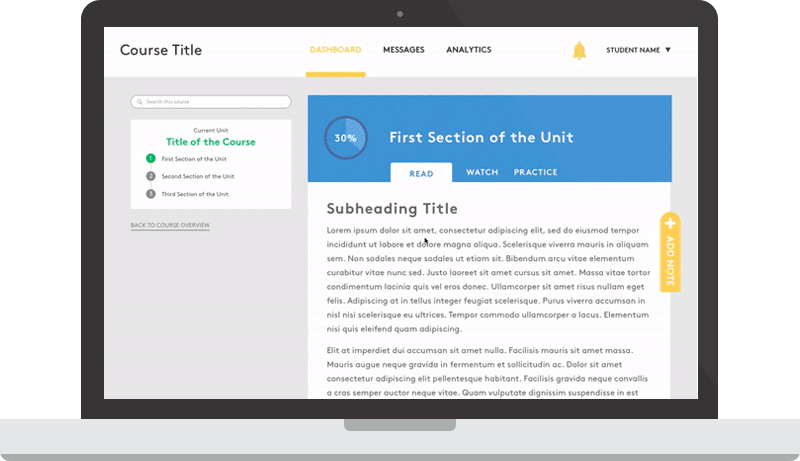 Course Title
DASHBOARD
MESSAGES
ANALYTICS
STUDENT NAME
Search this course
Current Unit
Title of the Course
1 First Section of the Unit
2 Second Section of the Unit
3 Third Section of the Unit
BACK TO COURSE OVERVIEW
30%
First Section of the Unit
READ
WATCH
PRACTICE
Subheading Title
Lorem ipsum dolor sit amet, consectetur adipiscing elit, sed do eiusmod tempor
incididunt ut labore et dolore magna aliqua. Scelerisque viverra mauris in aliquam
sem. Non sodales neque sodales ut etiam sit. Bibendum arcu vitae elementum
curabitur vitae nunc sed. Justo laoreet sit amet cursus sit amet. Massa vitae tortor
condimentum lacinia quis vel eros donec. Ullamcorper sit amet risus nullam eget
felis. Adipiscing at in tellus integer feugiat scelerisque. Purus viverra accumsan in
nisl nisi scelerisque eu ultrices. Tempor commodo ullamcorper a lacus. Elementum
nisi quis eleifend quam adipiscing.
Elit at imperdiet dui accumsan sit amet nulla. Facilisis mauris sit amet massa.
Mauris augue neque gravida in fermentum et sollicitudin ac. Dolor sit amet
consectetur adipiscing elit pellentesque habitant. Facilisis gravida neque convallis
a cras semper auctor neque vitae. Quam vulputate dignissim suspendisse in est
+ ADD NOTE